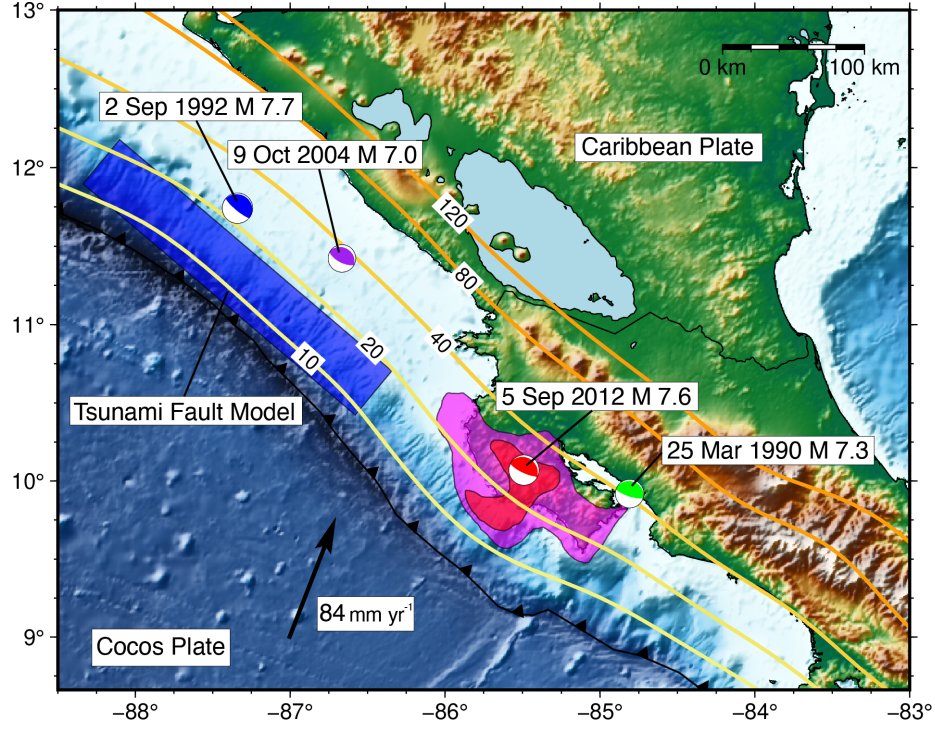 13°
0 km 100 km
2 Sep 1992 M 7.7
Caribbean Plate
9 Oct 2004 M 7.0
12°
120
80
11°
40
20
10
5 Sep 2012 M 7.6
Tsunami Fault Model
25 Mar 1990 M 7.3
10°
84 mm yr⁻¹
Cocos Plate
9°
−88° −87° −86° −85° −84° −83°